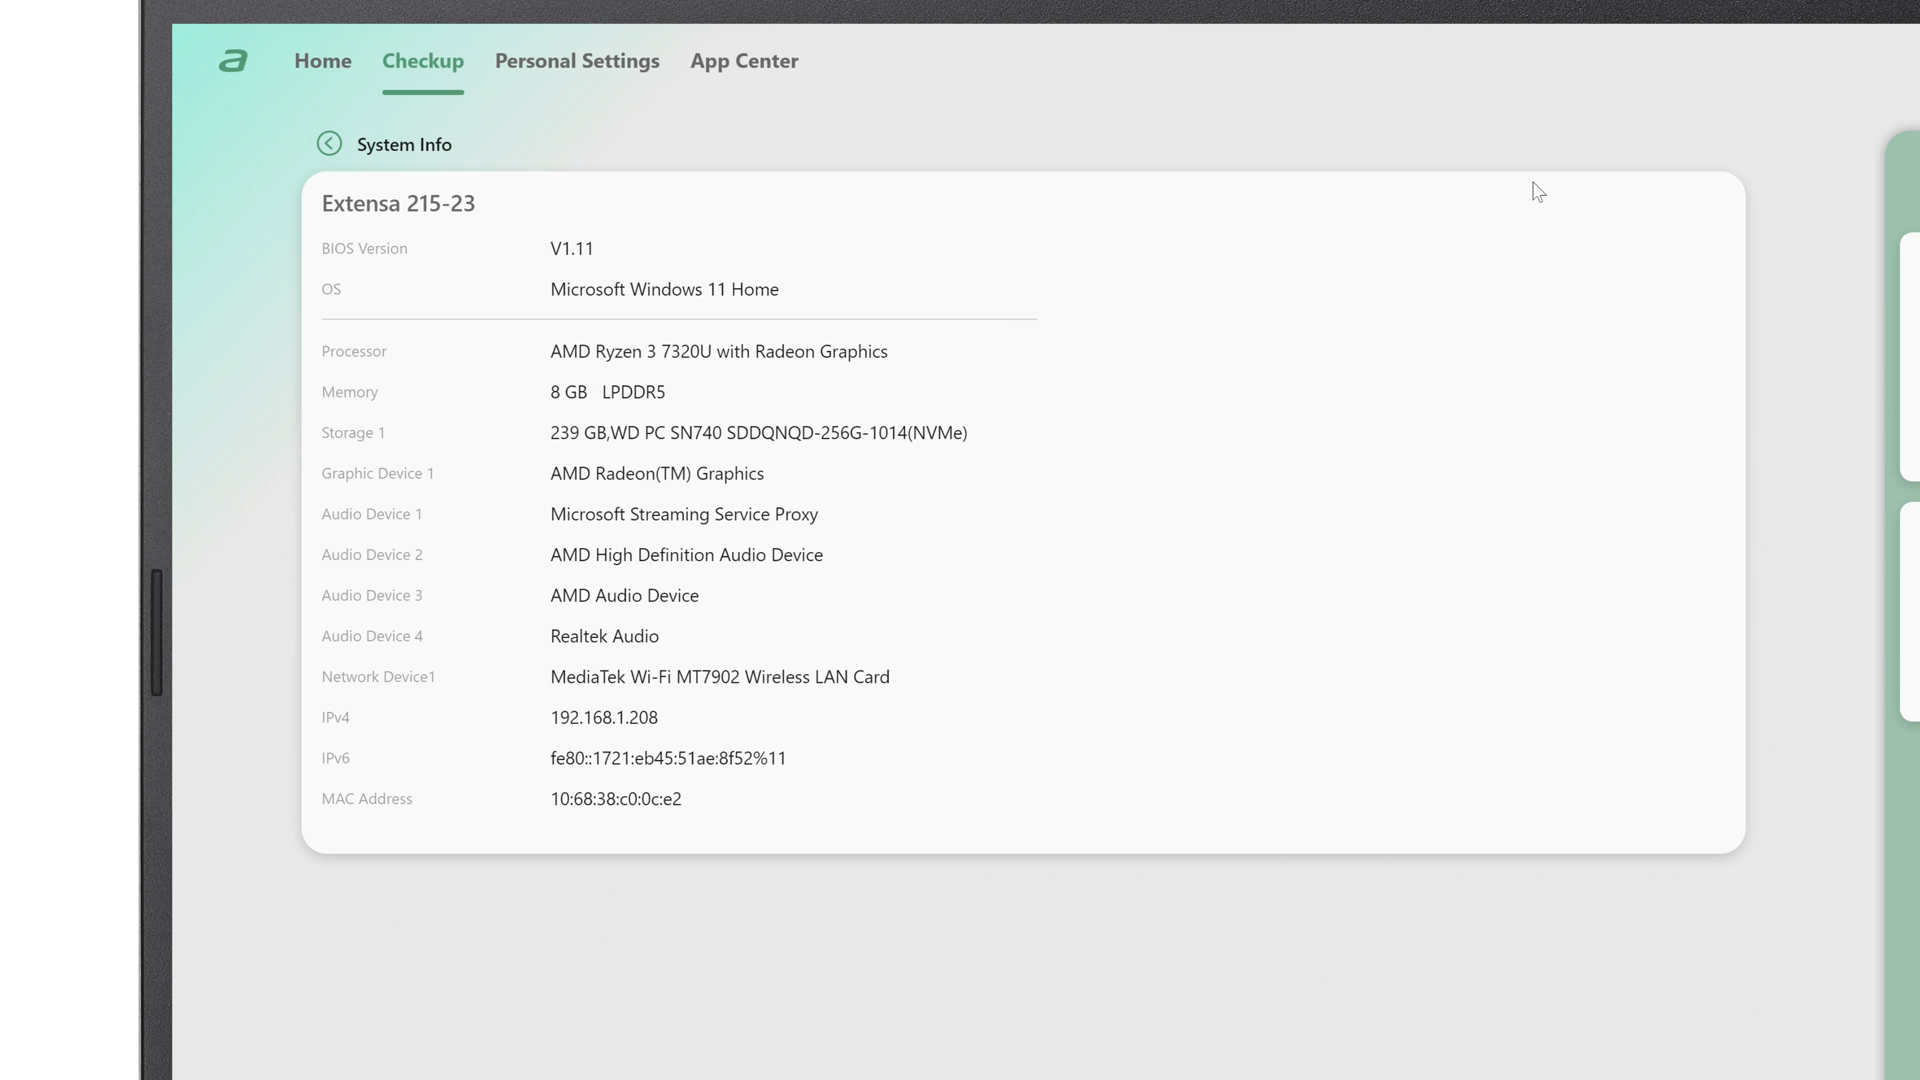 a
Home Checkup Personal Settings App Center
System Info
Extensa 215-23
BIOS Version V1.11
OS Microsoft Windows 11 Home
Processor AMD Ryzen 3 7320U with Radeon Graphics
Memory 8 GB LPDDR5
Storage 1 239 GB,WD PC SN740 SDDQNQD-256G-1014(NVMe)
Graphic Device 1 AMD Radeon(TM) Graphics
Audio Device 1 Microsoft Streaming Service Proxy
Audio Device 2 AMD High Definition Audio Device
Audio Device 3 AMD Audio Device
Audio Device 4 Realtek Audio
Network Device1 MediaTek Wi-Fi MT7902 Wireless LAN Card
IPv4 192.168.1.208
IPv6 fe80::1721:eb45:51ae:8f52%11
MAC Address 10:68:38:c0:0c:e2